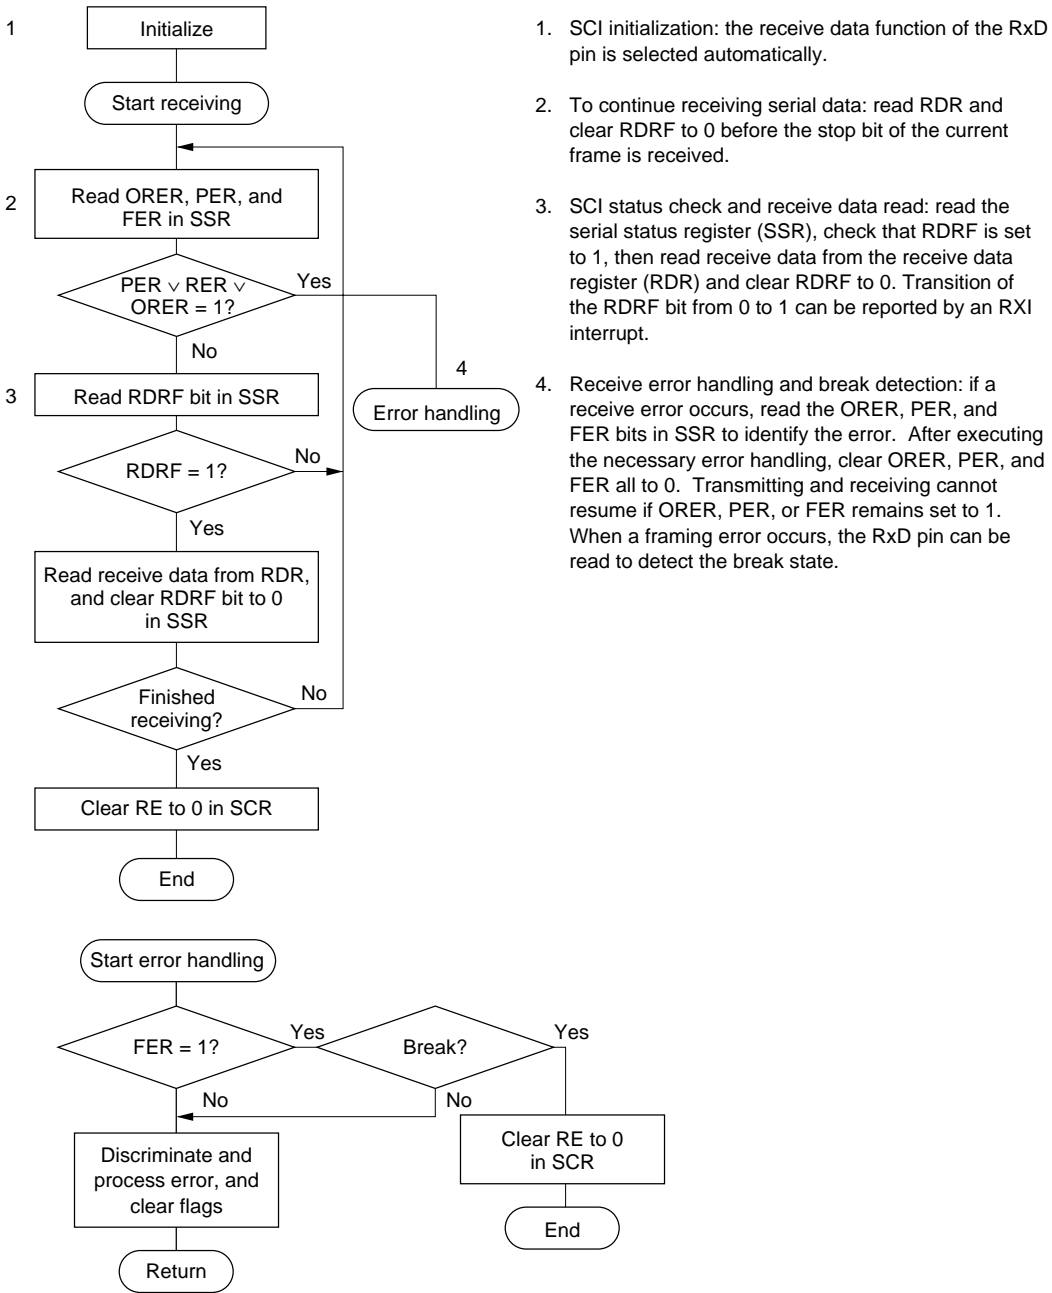 1
Initialize
Start receiving
2
Read ORER, PER, and
FER in SSR
PER ∨ RER ∨
ORER = 1?
Yes
No
4
Error handling
3
Read RDRF bit in SSR
RDRF = 1?
No
Yes
Read receive data from RDR,
and clear RDRF bit to 0
in SSR
Finished
receiving?
No
Yes
Clear RE to 0 in SCR
End
1. SCI initialization: the receive data function of the RxD
pin is selected automatically.
2. To continue receiving serial data: read RDR and
clear RDRF to 0 before the stop bit of the current
frame is received.
3. SCI status check and receive data read: read the
serial status register (SSR), check that RDRF is set
to 1, then read receive data from the receive data
register (RDR) and clear RDRF to 0. Transition of
the RDRF bit from 0 to 1 can be reported by an RXI
interrupt.
4. Receive error handling and break detection: if a
receive error occurs, read the ORER, PER, and
FER bits in SSR to identify the error. After executing
the necessary error handling, clear ORER, PER, and
FER all to 0. Transmitting and receiving cannot
resume if ORER, PER, or FER remains set to 1.
When a framing error occurs, the RxD pin can be
read to detect the break state.
Start error handling
FER = 1?
Yes
Break?
Yes
No
No
Discriminate and
process error, and
clear flags
Return
Clear RE to 0
in SCR
End